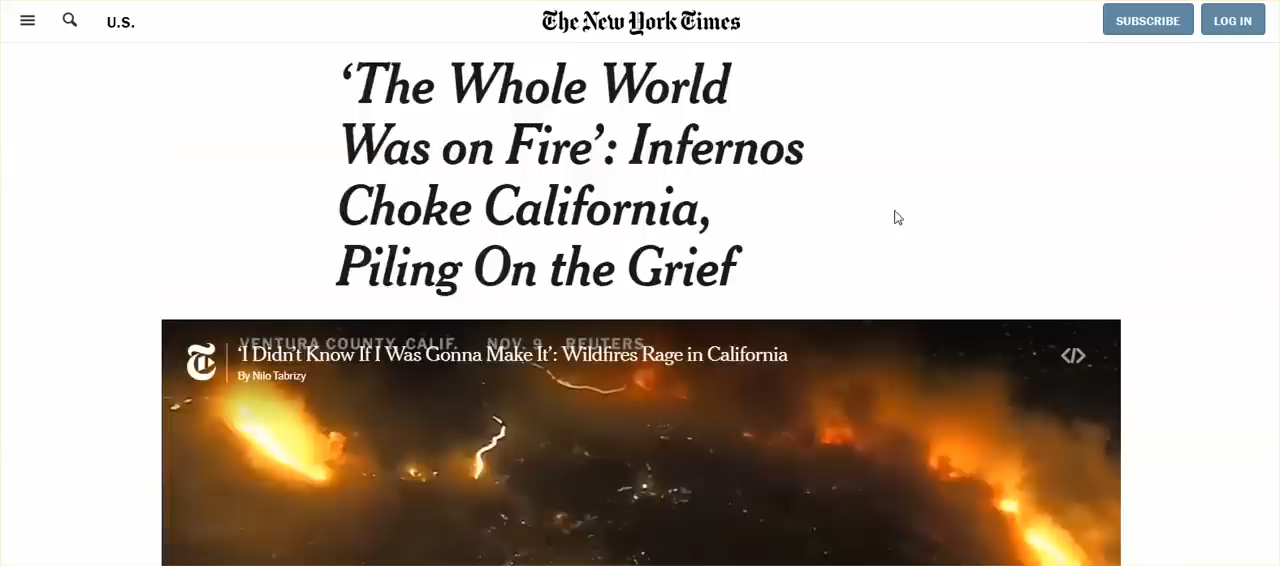 U.S.
The New York Times
SUBSCRIBE
LOG IN
‘The Whole World
Was on Fire’: Infernos
Choke California,
Piling On the Grief
VENTURA COUNTY, CALIF. NOV. 9 REUTERS
T
‘I Didn’t Know If I Was Gonna Make It’: Wildfires Rage in California
By Nilo Tabrizy